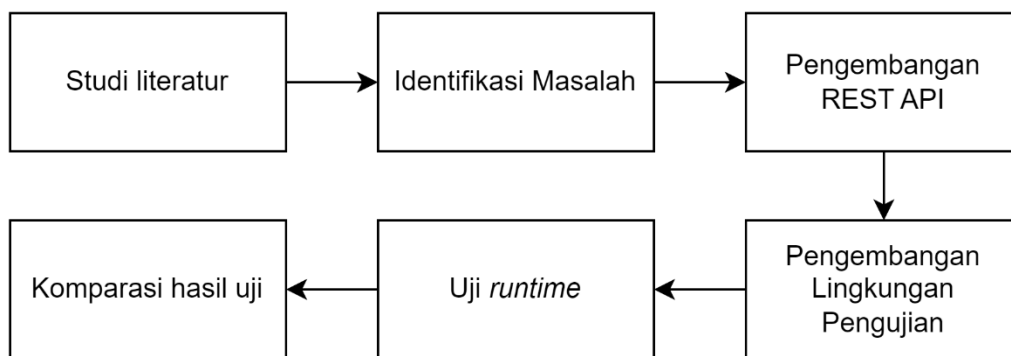 Studi literatur
Identifikasi Masalah
Pengembangan
REST API
Pengembangan
Lingkungan
Pengujian
Uji runtime
Komparasi hasil uji